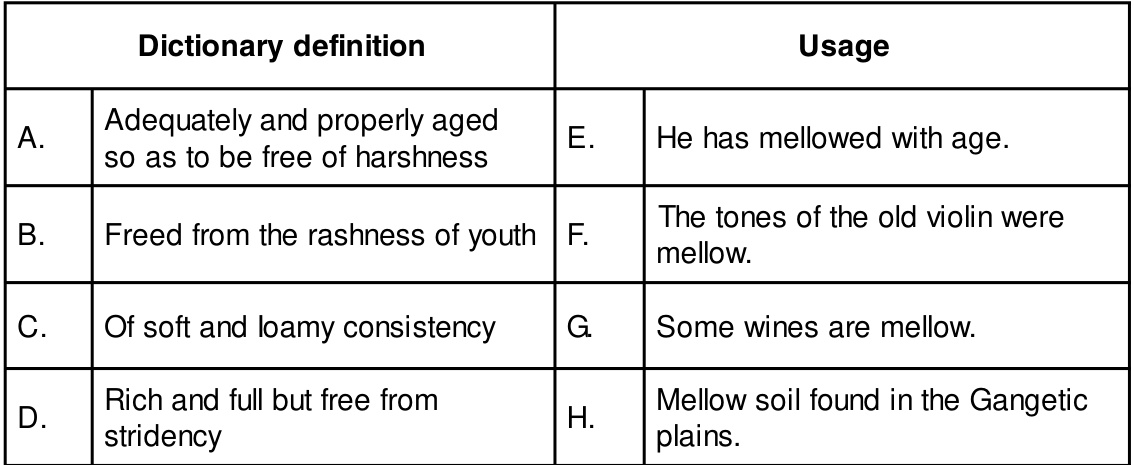 Dictionary definition
Usage
A.
Adequately and properly aged
so as to be free of harshness
E.
He has mellowed with age.
B.
Freed from the rashness of youth
F.
The tones of the old violin were
mellow.
C.
Of soft and loamy consistency
G.
Some wines are mellow.
D.
Rich and full but free from
stridency
H.
Mellow soil found in the Gangetic
plains.